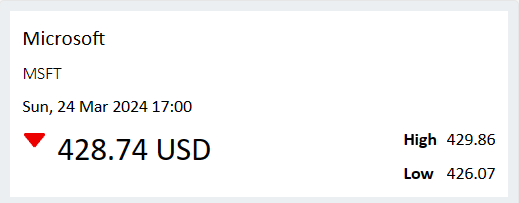 Microsoft
MSFT
Sun, 24 Mar 2024 17:00
428.74 USD
High 429.86
Low 426.07